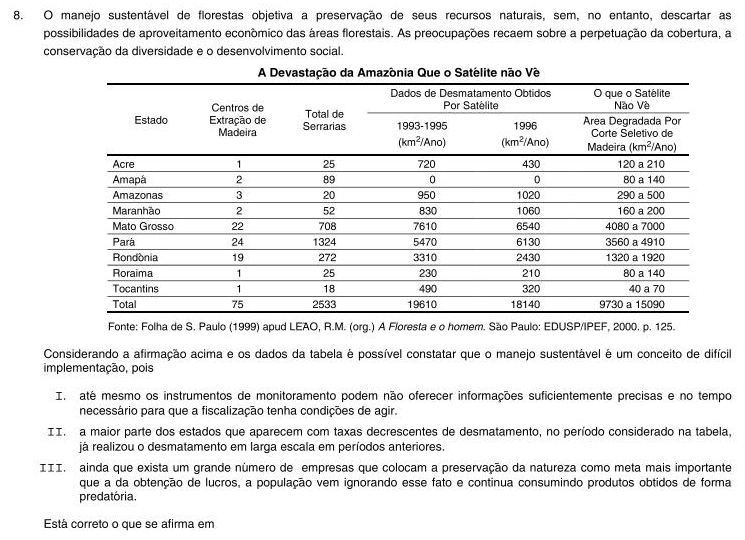 8. O manejo sustentável de florestas objetiva a preservação de seus recursos naturais, sem, no entanto, descartar as
possibilidades de aproveitamento econômico das áreas florestais. As preocupações recaem sobre a perpetuação da cobertura, a
conservação da diversidade e o desenvolvimento social.
A Devastação da Amazônia Que o Satélite não Vê
Estado Centros de Extração de Madeira Total de Serrarias Dados de Desmatamento Obtidos Por Satélite O que o Satélite Não Vê
1993-1995 (km²/Ano) 1996 (km²/Ano) Area Degradada Por Corte Seletivo de Madeira (km²/Ano)
Acre 1 25 720 430 120 a 210
Amapá 2 89 0 0 80 a 140
Amazonas 3 20 950 1020 290 a 500
Maranhão 2 52 830 1060 160 a 200
Mato Grosso 22 708 7610 6540 4080 a 7000
Pará 24 1324 5470 6130 3560 a 4910
Rondônia 19 272 3310 2430 1320 a 1920
Roraima 1 25 230 210 80 a 140
Tocantins 1 18 490 320 40 a 70
Total 75 2533 19610 18140 9730 a 15090
Fonte: Folha de S. Paulo (1999) apud LEÃO, R.M. (org.) A Floresta e o homem. São Paulo: EDUSP/IPEF, 2000. p. 125.
Considerando a afirmação acima e os dados da tabela é possível constatar que o manejo sustentável é um conceito de difícil
implementação, pois
I. até mesmo os instrumentos de monitoramento podem não oferecer informações suficientemente precisas e no tempo
necessário para que a fiscalização tenha condições de agir.
II. a maior parte dos estados que aparecem com taxas decrescentes de desmatamento, no período considerado na tabela,
já realizou o desmatamento em larga escala em períodos anteriores.
III. ainda que exista um grande número de empresas que colocam a preservação da natureza como meta mais importante
que a da obtenção de lucros, a população vem ignorando esse fato e continua consumindo produtos obtidos de forma
predatória.
Está correto o que se afirma em